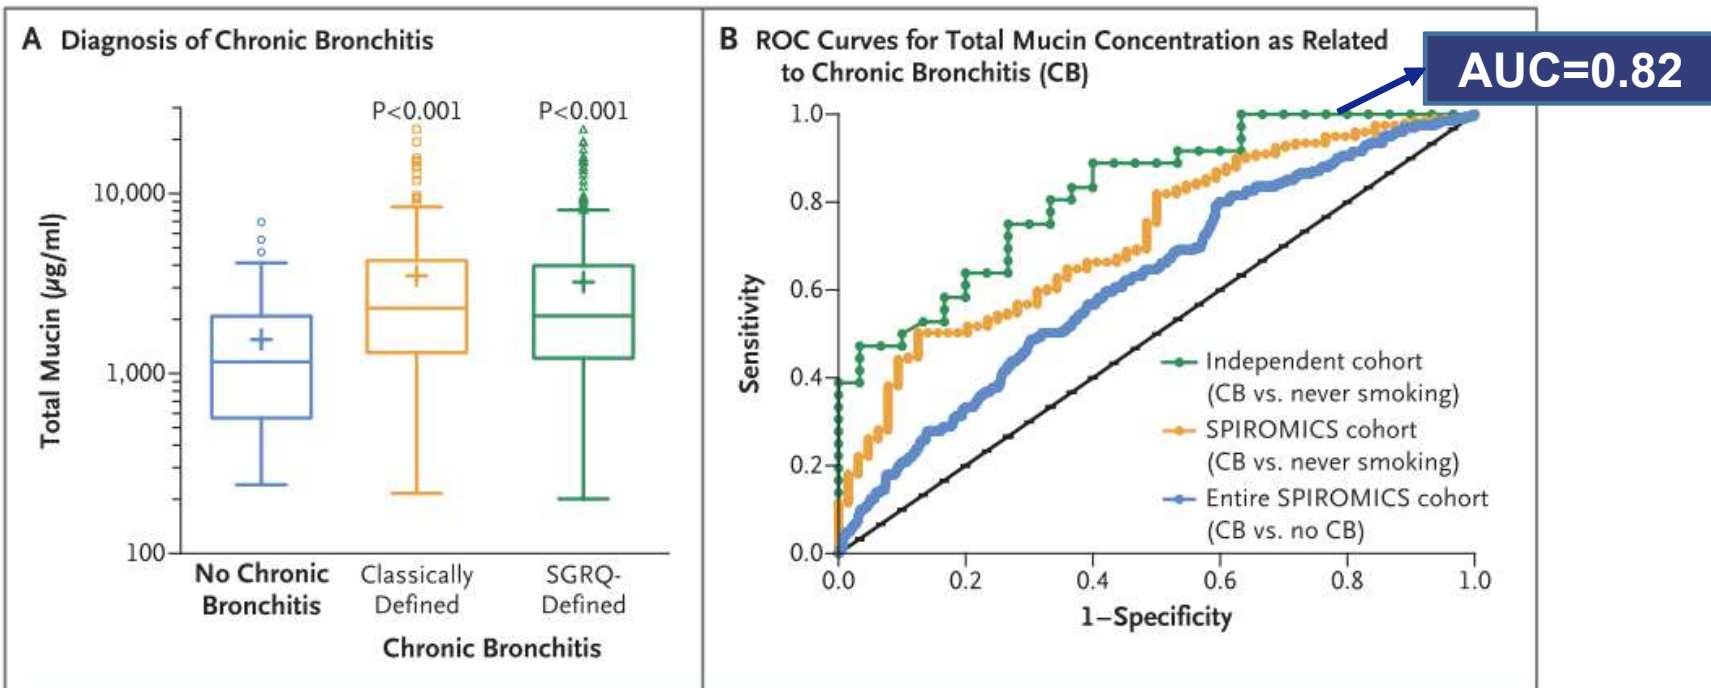 A Diagnosis of Chronic Bronchitis
P<0.001
P<0.001
Total Mucin (µg/ml)
10,000
1,000
100
No Chronic
Bronchitis
Classically
Defined
SGRQ-
Defined
Chronic Bronchitis
B ROC Curves for Total Mucin Concentration as Related
to Chronic Bronchitis (CB)
AUC=0.82
Sensitivity
1.0
0.8
0.6
0.4
0.2
0.0
Independent cohort
(CB vs. never smoking)
SPIROMICS cohort
(CB vs. never smoking)
Entire SPIROMICS cohort
(CB vs. no CB)
0.0 0.2 0.4 0.6 0.8 1.0
1–Specificity